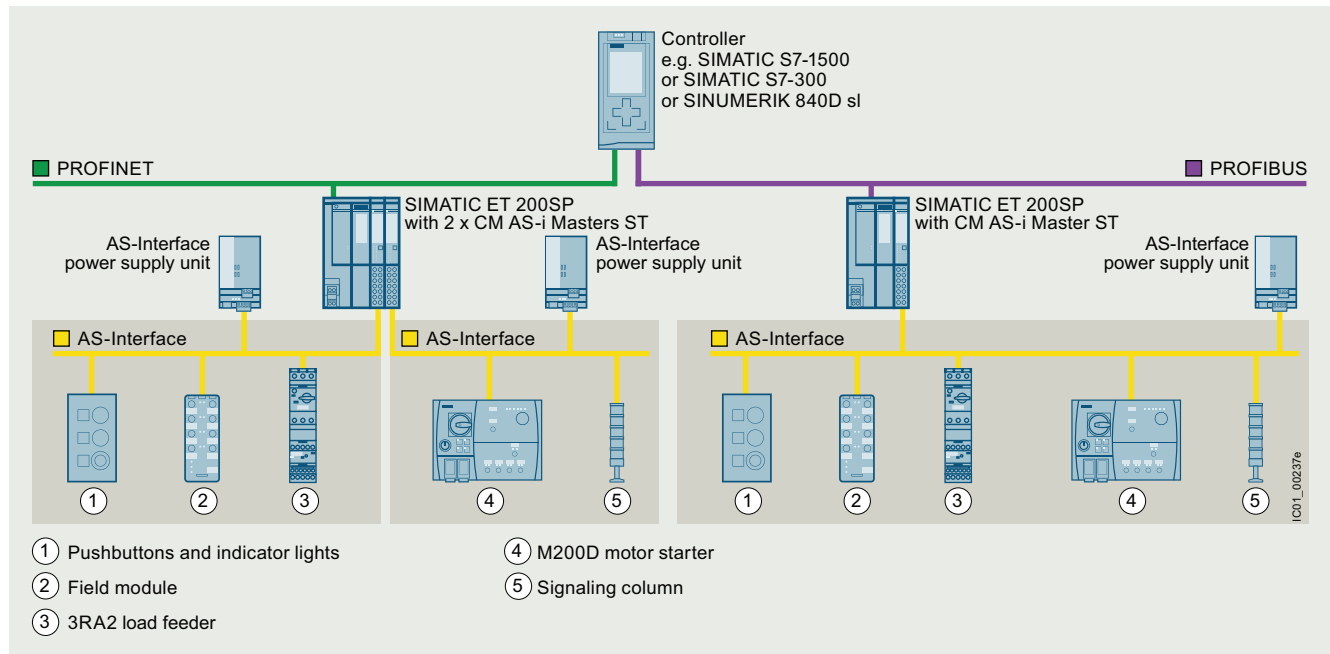 Controller
e.g. SIMATIC S7-1500
or SIMATIC S7-300
or SINUMERIK 840D sl
PROFINET
PROFIBUS
SIMATIC ET 200SP
with 2 x CM AS-i Masters ST
SIMATIC ET 200SP
with CM AS-i Master ST
AS-Interface
power supply unit
AS-Interface
power supply unit
AS-Interface
power supply unit
AS-Interface
AS-Interface
AS-Interface
1
2
3
4
5
1
2
3
4
5
IC01_00237e
1 Pushbuttons and indicator lights
2 Field module
3 3RA2 load feeder
4 M200D motor starter
5 Signaling column